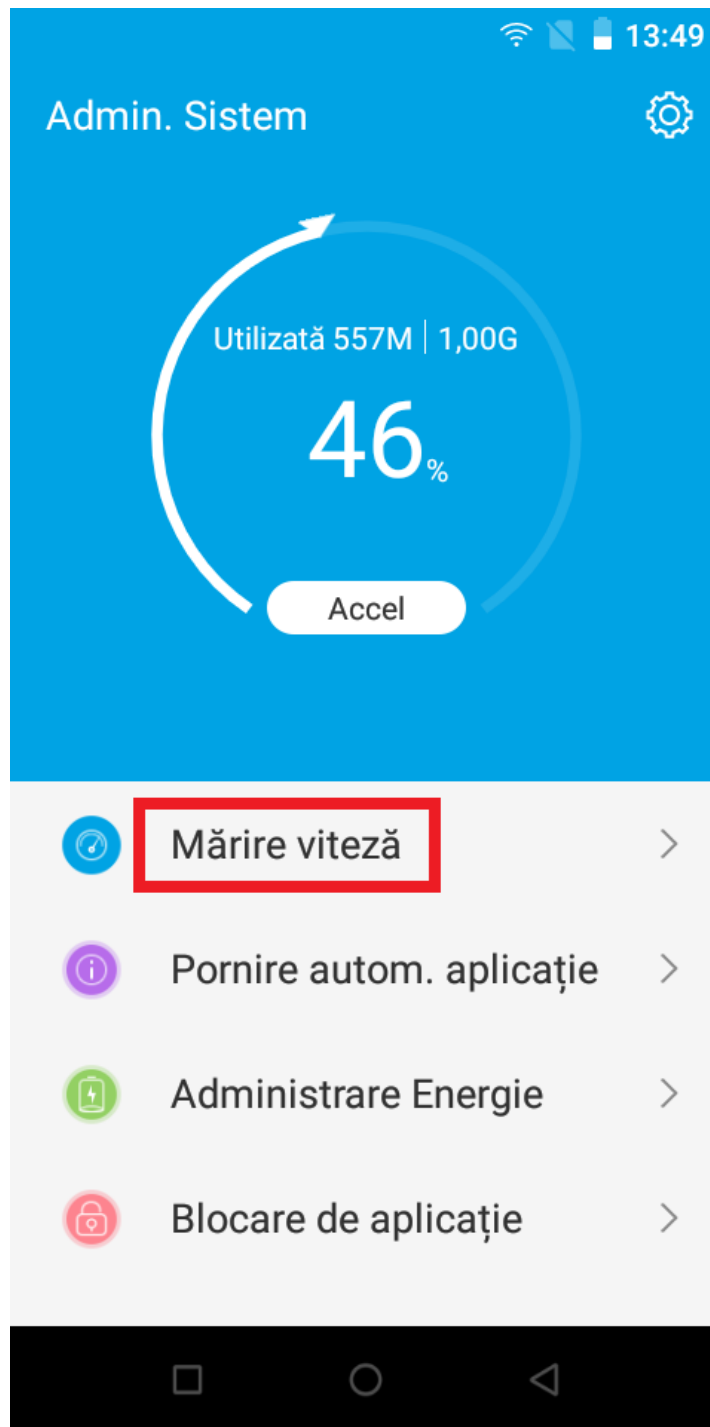 13:49
Admin. Sistem
Utilizată 557M | 1,00G
46%
Accel
Mărire viteză
Pornire autom. aplicație
Administrare Energie
Blocare de aplicație